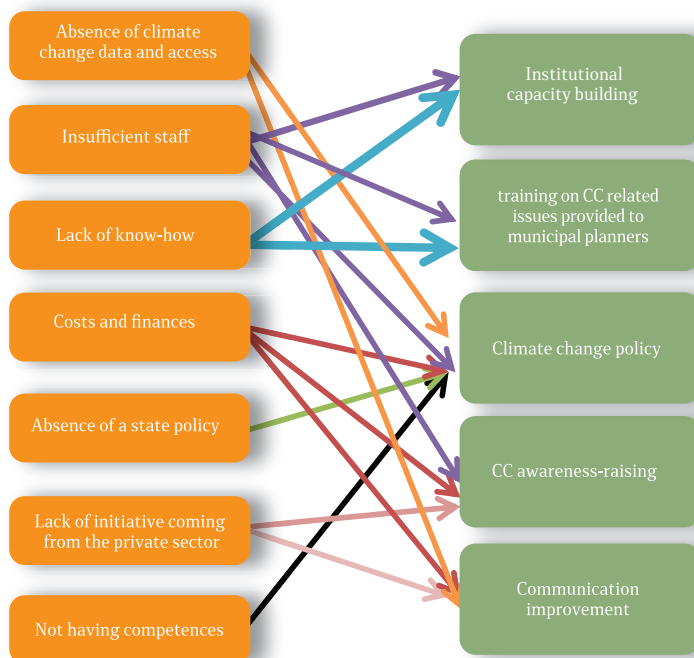 Absence of climate
change data and access
Insufficient staff
Lack of know-how
Costs and finances
Absence of a state policy
Lack of initiative coming
from the private sector
Not having competences
Institutional
capacity building
training on CC related
issues provided to
municipal planners
Climate change policy
CC awareness-raising
Communication
improvement